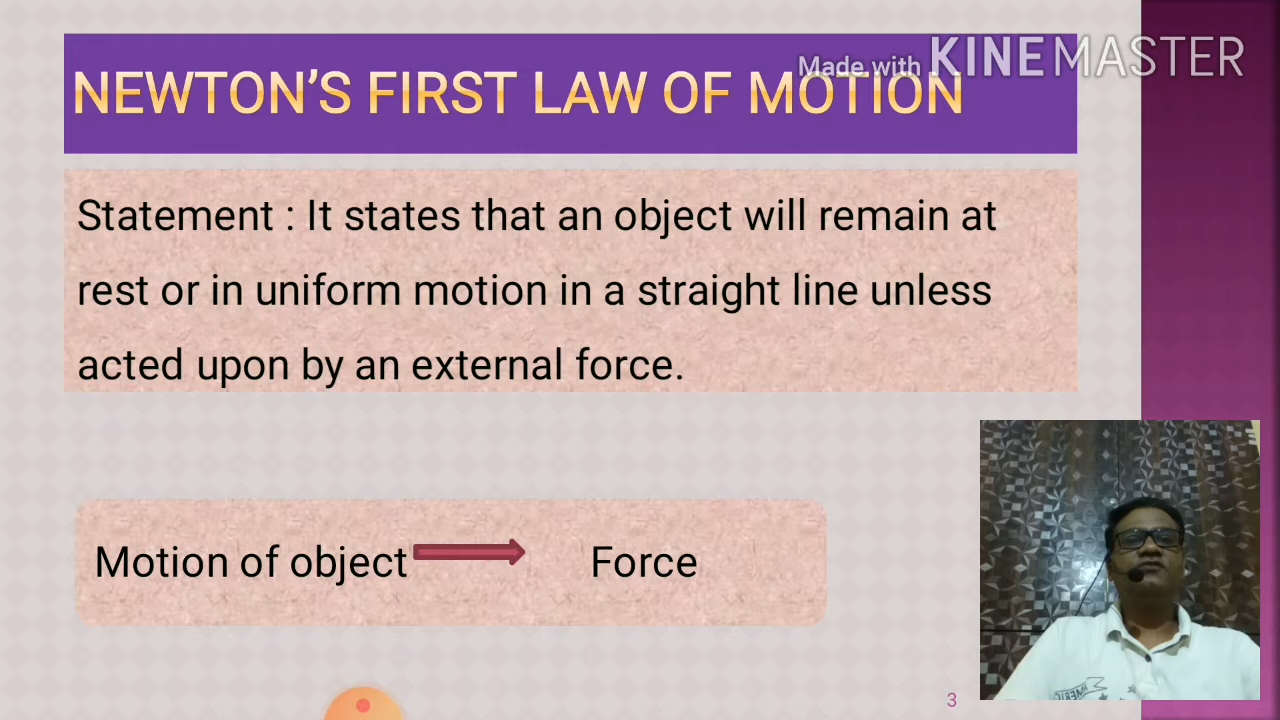 Made with KINEMASTER
NEWTON’S FIRST LAW OF MOTION
Statement : It states that an object will remain at
rest or in uniform motion in a straight line unless
acted upon by an external force.
Motion of object Force
3